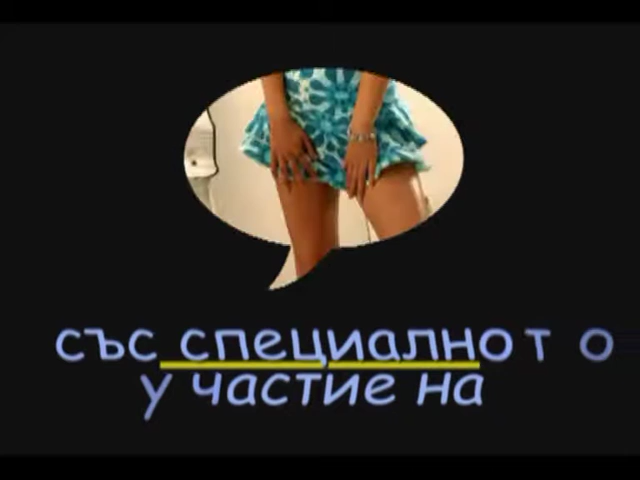 със специалното
участие на